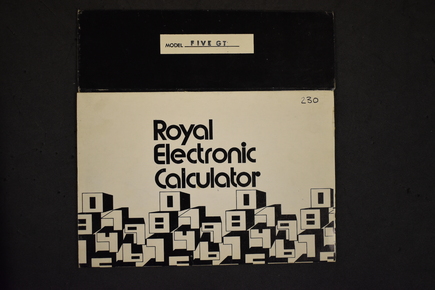 MODEL FIVE GT
230
Royal
Electronic
Calculator